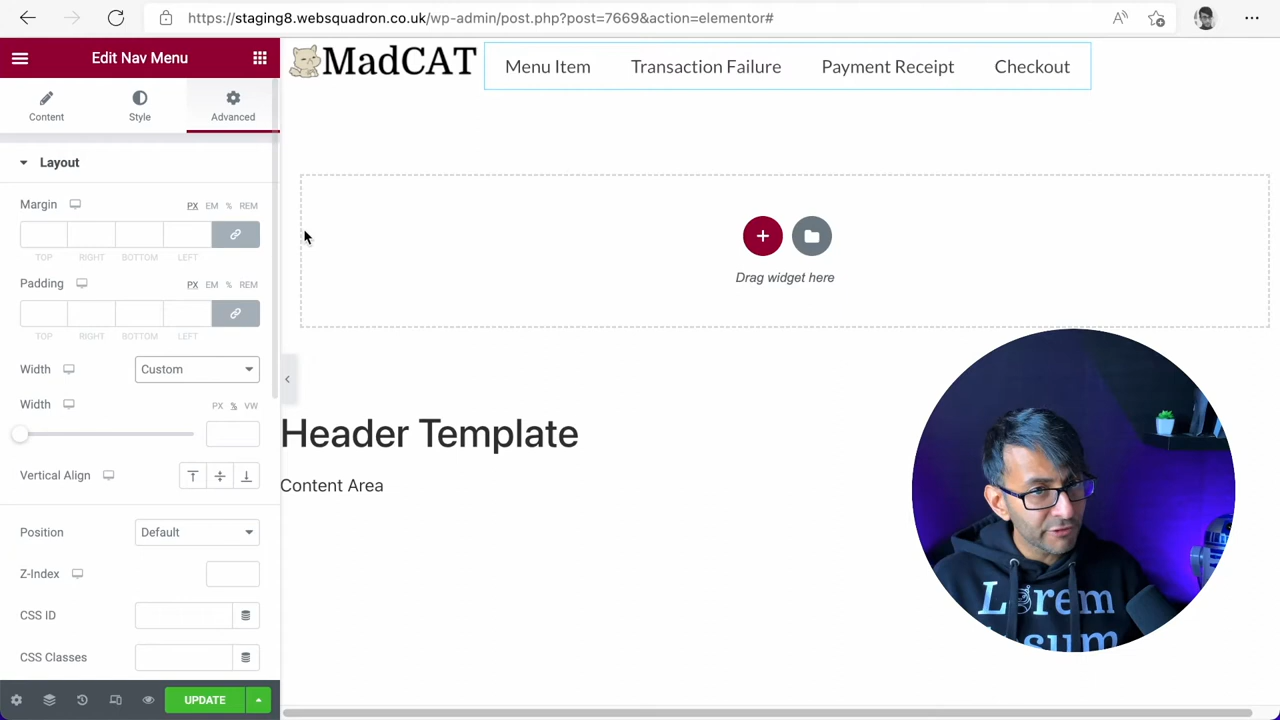 https://staging8.websquadron.co.uk/wp-admin/post.php?post=7669&action=elementor#
Edit Nav Menu
Content
Style
Advanced
Layout
Margin
PX EM % REM
TOP RIGHT BOTTOM LEFT
Padding
PX EM % REM
TOP RIGHT BOTTOM LEFT
Width
Custom
Width
PX % VW
Vertical Align
Position
Default
Z-Index
CSS ID
CSS Classes
UPDATE
MadCAT
Menu Item Transaction Failure Payment Receipt Checkout
Drag widget here
Header Template
Content Area
Lorem